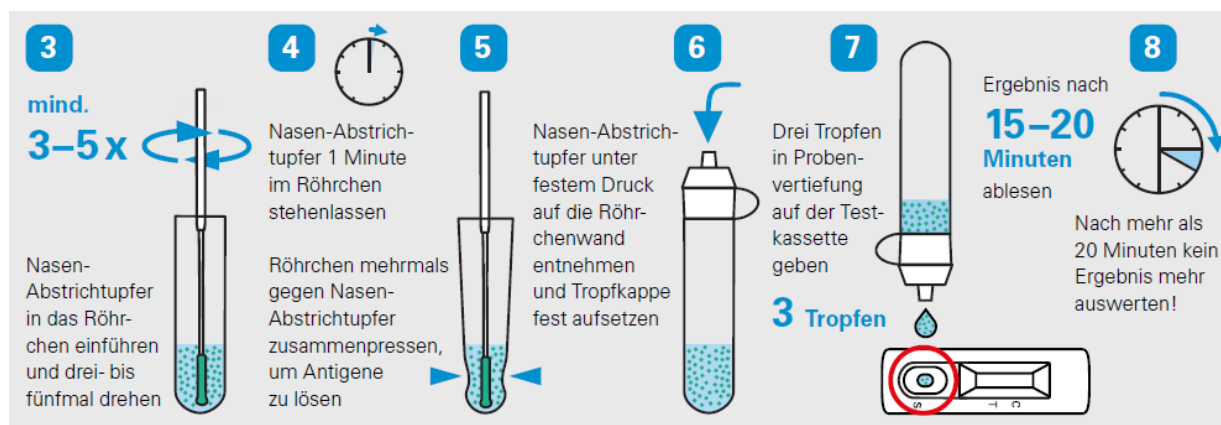 3
mind.
3–5 x
Nasen-
Abstrichtupfer
in das Röhr-
chen einführen
und drei- bis
fünfmal drehen
4
Nasen-Abstrich-
tupfer 1 Minute
im Röhrchen
stehenlassen
Röhrchen mehrmals
gegen Nasen-
Abstrichtupfer
zusammenpressen,
um Antigene
zu lösen
5
Nasen-Abstrich-
tupfer unter
festem Druck
auf die Röhr-
chenwand
entnehmen
und Tropfkappe
fest aufsetzen
6
7
Drei Tropfen
in Proben-
vertiefung
auf der Test-
kassette
geben
3 Tropfen
S
T
C
Ergebnis nach
15–20
Minuten
ablesen
8
Nach mehr als
20 Minuten kein
Ergebnis mehr
auswerten!